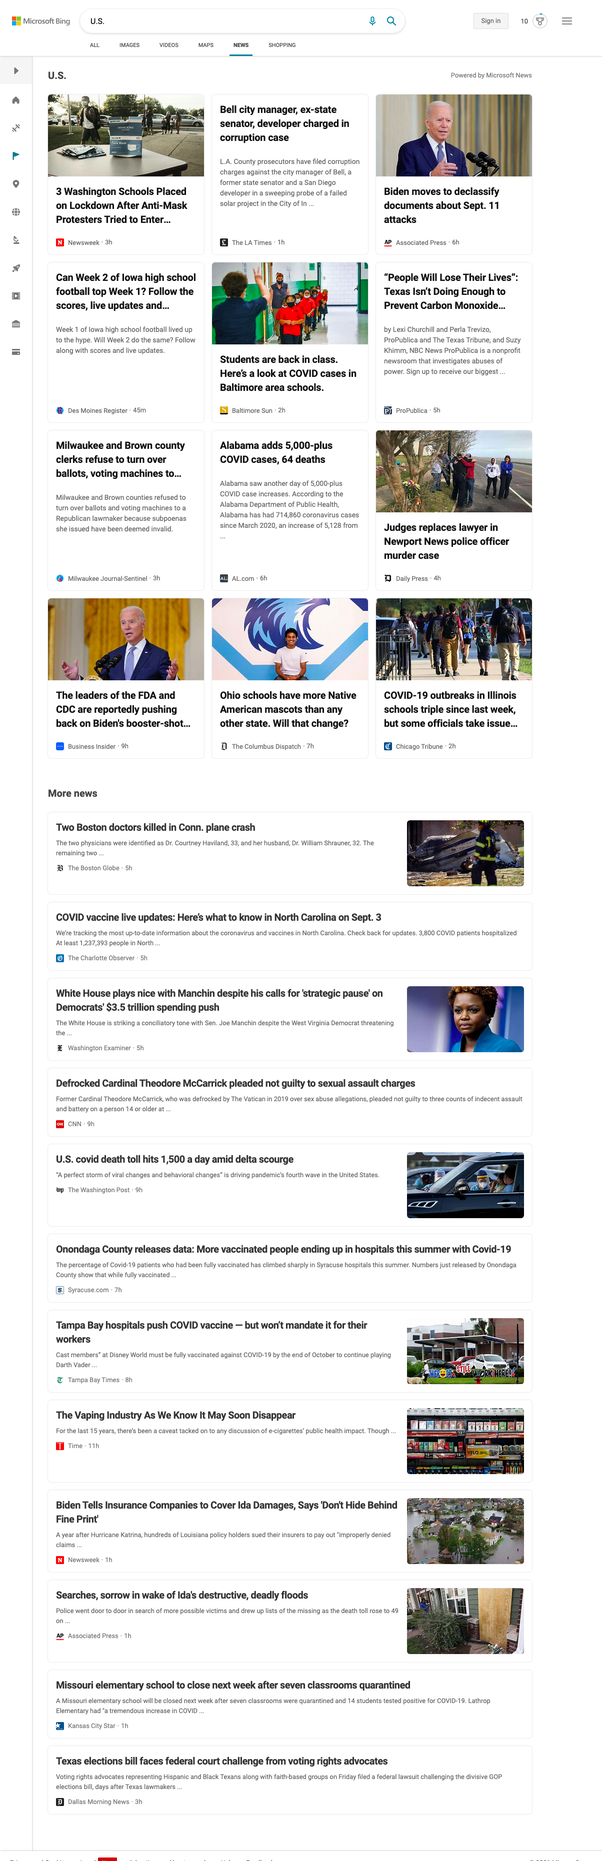 Microsoft Bing
U.S.
Sign in
10
ALL
IMAGES
VIDEOS
MAPS
NEWS
SHOPPING
U.S.
Powered by Microsoft News
3 Washington Schools Placed
on Lockdown After Anti-Mask
Protesters Tried to Enter...
Newsweek · 3h
Bell city manager, ex-state
senator, developer charged in
corruption case
L.A. County prosecutors have filed corruption
charges against the city manager of Bell, a
former state senator and a San Diego
developer in a sweeping probe of a failed
solar project in the City of In ...
The LA Times · 1h
Biden moves to declassify
documents about Sept. 11
attacks
Associated Press · 6h
Can Week 2 of Iowa high school
football top Week 1? Follow the
scores, live updates and...
Week 1 of Iowa high school football lived up
to the hype. Will Week 2 do the same? Follow
along with scores and live updates.
Des Moines Register · 45m
Students are back in class.
Here's a look at COVID cases in
Baltimore area schools.
Baltimore Sun · 2h
“People Will Lose Their Lives”:
Texas Isn't Doing Enough to
Prevent Carbon Monoxide...
by Lexi Churchill and Perla Trevizo,
ProPublica and The Texas Tribune, and Suzy
Khimm, NBC News ProPublica is a nonprofit
newsroom that investigates abuses of
power. Sign up to receive our biggest ...
ProPublica · 5h
Milwaukee and Brown county
clerks refuse to turn over
ballots, voting machines to...
Milwaukee and Brown counties refused to
turn over ballots and voting machines to a
Republican lawmaker because subpoenas
she issued have been deemed invalid.
Milwaukee Journal-Sentinel · 3h
Alabama adds 5,000-plus
COVID cases, 64 deaths
Alabama saw another day of 5,000-plus
COVID case increases. According to the
Alabama Department of Public Health,
Alabama has had 714,860 coronavirus cases
since March 2020, an increase of 5,128 from
...
AL.com · 6h
Judges replaces lawyer in
Newport News police officer
murder case
Daily Press · 4h
The leaders of the FDA and
CDC are reportedly pushing
back on Biden's booster-shot...
Business Insider · 9h
Ohio schools have more Native
American mascots than any
other state. Will that change?
The Columbus Dispatch · 7h
COVID-19 outbreaks in Illinois
schools triple since last week,
but some officials take issue...
Chicago Tribune · 2h
More news
Two Boston doctors killed in Conn. plane crash
The two physicians were identified as Dr. Courtney Haviland, 33, and her husband, Dr. William Shrauner, 32. The
remaining two ...
The Boston Globe · 5h
COVID vaccine live updates: Here's what to know in North Carolina on Sept. 3
We're tracking the most up-to-date information about the coronavirus and vaccines in North Carolina. Check back for updates. 3,800 COVID patients hospitalized
At least 1,237,393 people in North ...
The Charlotte Observer · 5h
White House plays nice with Manchin despite his calls for 'strategic pause' on
Democrats' $3.5 trillion spending push
The White House is striking a conciliatory tone with Sen. Joe Manchin despite the West Virginia Democrat threatening
the ...
Washington Examiner · 5h
Defrocked Cardinal Theodore McCarrick pleaded not guilty to sexual assault charges
Former Cardinal Theodore McCarrick, who was defrocked by The Vatican in 2019 over sex abuse allegations, pleaded not guilty to three counts of indecent assault
and battery on a person 14 or older at ...
CNN · 9h
U.S. covid death toll hits 1,500 a day amid delta scourge
“A perfect storm of viral changes and behavioral changes” is driving pandemic's fourth wave in the United States.
The Washington Post · 9h
Onondaga County releases data: More vaccinated people ending up in hospitals this summer with Covid-19
The percentage of Covid-19 patients who had been fully vaccinated has climbed sharply in Syracuse hospitals this summer. Numbers just released by Onondaga
County show that while fully vaccinated ...
Syracuse.com · 7h
Tampa Bay hospitals push COVID vaccine — but won't mandate it for their
workers
Cast members" at Disney World must be fully vaccinated against COVID-19 by the end of October to continue playing
Darth Vader ...
Tampa Bay Times · 8h
The Vaping Industry As We Know It May Soon Disappear
For the last 15 years, there's been a caveat tacked on to any discussion of e-cigarettes' public health impact. Though ...
Time · 11h
Biden Tells Insurance Companies to Cover Ida Damages, Says 'Don't Hide Behind
Fine Print'
A year after Hurricane Katrina, hundreds of Louisiana policy holders sued their insurers to pay out "improperly denied
claims ...
Newsweek · 1h
Searches, sorrow in wake of Ida's destructive, deadly floods
Police went door to door in search of more possible victims and drew up lists of the missing as the death toll rose to 49
on ...
Associated Press · 1h
Missouri elementary school to close next week after seven classrooms quarantined
A Missouri elementary school will be closed next week after seven classrooms were quarantined and 14 students tested positive for COVID-19. Lathrop
Elementary had "a tremendous increase in COVID ...
Kansas City Star · 1h
Texas elections bill faces federal court challenge from voting rights advocates
Voting rights advocates representing Hispanic and Black Texans along with faith-based groups on Friday filed a federal lawsuit challenging the divisive GOP
elections bill, days after Texas lawmakers ...
Dallas Morning News · 3h